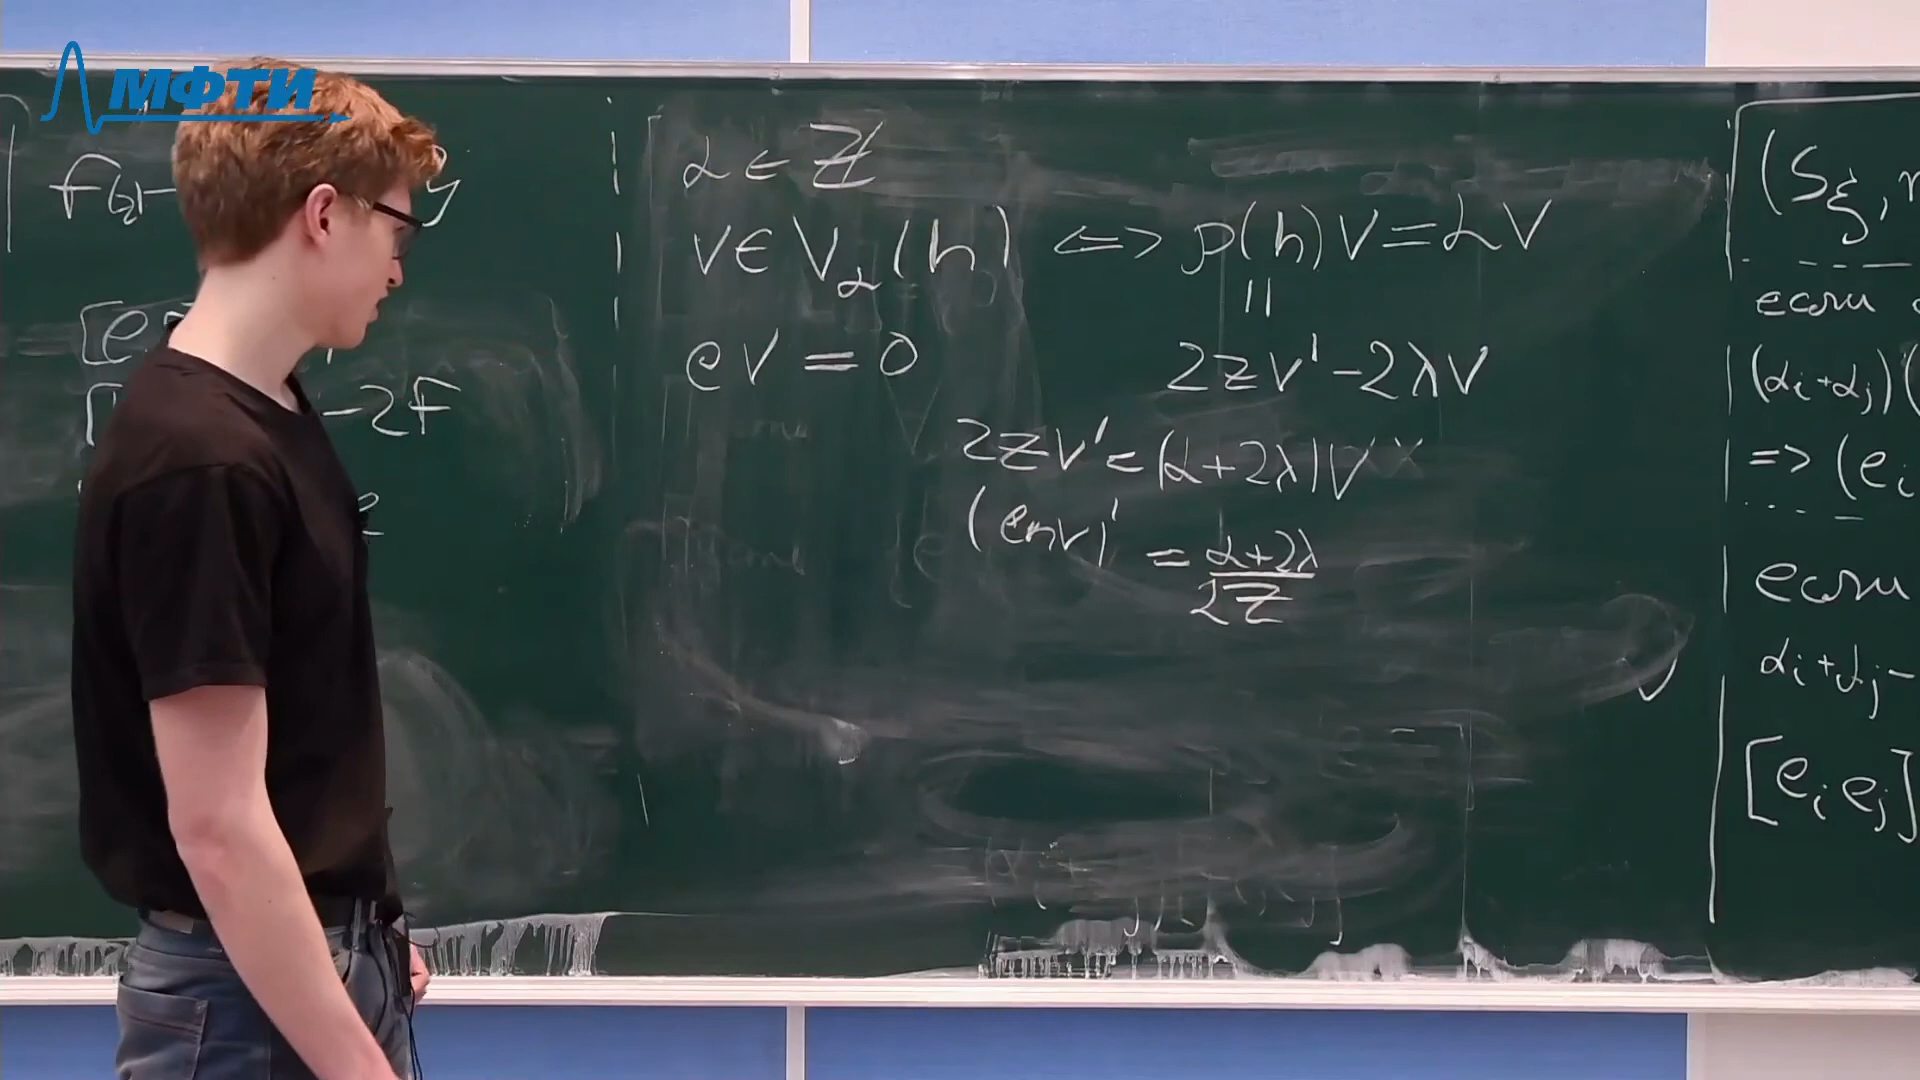 МФТИ
f(z)
y
[e
-2f
α ∈ ℤ
v ∈ V_α(h) <=> ρ(h)v = αv
||
ev = 0
2zv' - 2λv
2zv' = (α + 2λ)v
(ln v)' = \frac{α + 2λ}{2z}
(S_ξ,
если
(α_i + α_j)(
=> (e_i
если
α_i + α_j -
[e_i e_j]